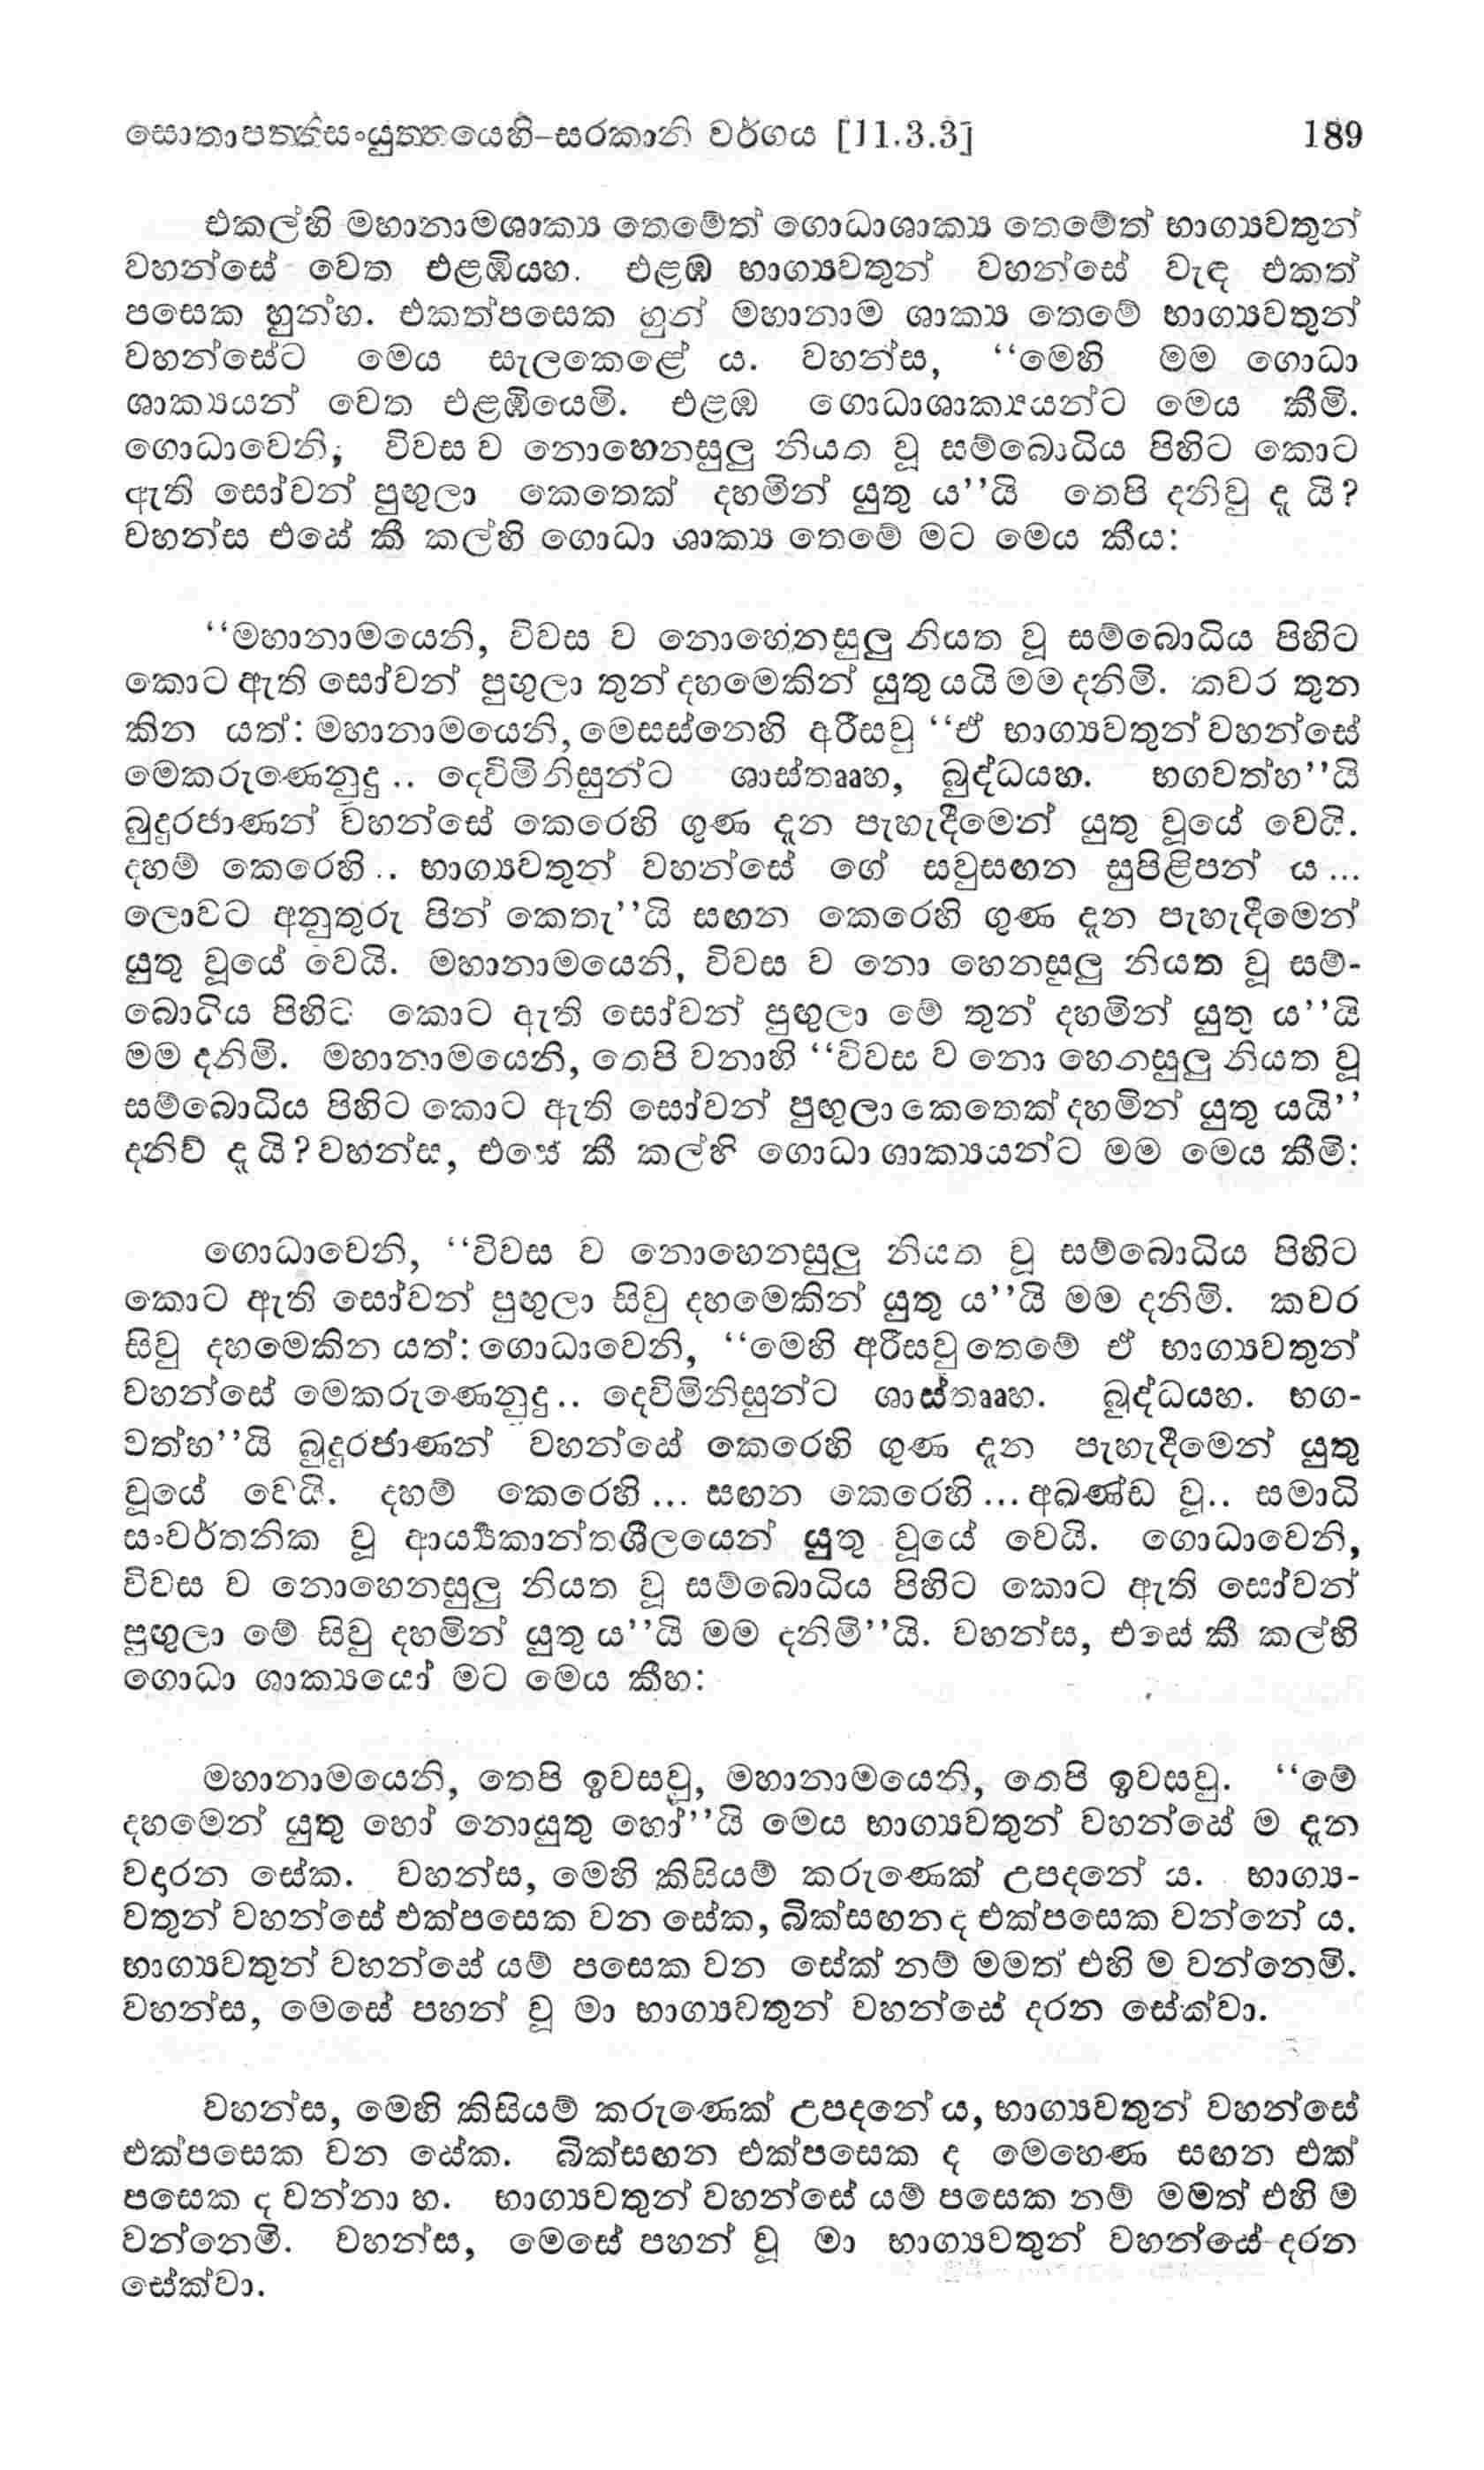 සොතාපත්තිසංයුත්තයෙහි-සරකානි වර්ගය [11.3.3] 189
එකල්හි මහානාමශාක්‍ය තෙමේත් ගොධාශාක්‍ය තෙමේත් භාග්‍යවතුන්
වහන්සේ වෙත එළඹියහ. එළඹ භාග්‍යවතුන් වහන්සේ වැඳ එකත්
පසෙක හුන්හ. එකත්පසෙක හුන් මහානාම ශාක්‍ය තෙමේ භාග්‍යවතුන්
වහන්සේට මෙය සැලකෙළේ ය. වහන්ස, ‘‘මෙහි මම ගොධා
ශාක්‍යයන් වෙත එළඹියෙමි. එළඹ ගොධාශාක්‍යයන්ට මෙය කීමි.
ගොධාවෙනි, විවස ව නොහෙනසුලු නියත වූ සම්බොධිය පිහිට කොට
ඇති සෝවන් පුඟුලා කෙතෙක් දහමින් යුතු ය’’යි තෙපි දනිවු ද යි?
වහන්ස එසේ කී කල්හි ගොධා ශාක්‍ය තෙමේ මට මෙය කීය:
‘‘මහානාමයෙනි, විවස ව නොහෙනසුලු නියත වූ සම්බොධිය පිහිට
කොට ඇති සෝවන් පුඟුලා තුන් දහමෙකින් යුතු යයි මම දනිමි. කවර තුන
කින යත්: මහානාමයෙනි, මෙසස්නෙහි අරීසවු ‘‘ඒ භාග්‍යවතුන් වහන්සේ
මෙකරුණෙනුදු .. දෙවිමිනිසුන්ට ශාස්තෲහ, බුද්ධයහ. භගවත්හ’’යි
බුදුරජාණන් වහන්සේ කෙරෙහි ගුණ දැන පැහැදීමෙන් යුතු වූයේ වෙයි.
දහම් කෙරෙහි .. භාග්‍යවතුන් වහන්සේ ගේ සව්සඟන සුපිළිපන් ය ...
ලොවට අනුතුරු පින් කෙතැ’’යි සඟන කෙරෙහි ගුණ දැන පැහැදීමෙන්
යුතු වූයේ වෙයි. මහානාමයෙනි, විවස ව නො හෙනසුලු නියත වූ සම්-
බොධිය පිහිට කොට ඇති සෝවන් පුඟුලා මේ තුන් දහමින් යුතු ය’’යි
මම දනිමි. මහානාමයෙනි, තෙපි වනාහි ‘‘විවස ව නො හෙනසුලු නියත වූ
සම්බොධිය පිහිට කොට ඇති සෝවන් පුඟුලා කෙතෙක් දහමින් යුතු යයි’’
දනිව් ද යි? වහන්ස, එසේ කී කල්හි ගොධා ශාක්‍යයන්ට මම මෙය කීමි:
ගොධාවෙනි, ‘‘විවස ව නොහෙනසුලු නියත වූ සම්බොධිය පිහිට
කොට ඇති සෝවන් පුඟුලා සිවු දහමෙකින් යුතු ය’’යි මම දනිමි. කවර
සිවු දහමෙකින යත්: ගොධාවෙනි, ‘‘මෙහි අරීසවු තෙමේ ඒ භාග්‍යවතුන්
වහන්සේ මෙකරුණෙනුදු .. දෙවිමිනිසුන්ට ශාස්තෲහ. බුද්ධයහ. භග-
වත්හ’’යි බුදුරජාණන් වහන්සේ කෙරෙහි ගුණ දැන පැහැදීමෙන් යුතු
වූයේ වෙයි. දහම් කෙරෙහි ... සඟන කෙරෙහි ... අඛණ්ඩ වූ .. සමාධි
සංවර්තනික වූ ආර්‍ය්‍යකාන්තශීලයෙන් යුතු වූයේ වෙයි. ගොධාවෙනි,
විවස ව නොහෙනසුලු නියත වූ සම්බොධිය පිහිට කොට ඇති සෝවන්
පුඟුලා මේ සිවු දහමින් යුතු ය’’යි මම දනිමි’’යි. වහන්ස, එසේ කී කල්හි
ගොධා ශාක්‍යයෝ මට මෙය කීහ:
මහානාමයෙනි, තෙපි ඉවසවු, මහානාමයෙනි, තෙපි ඉවසවු. ‘‘මේ
දහමෙන් යුතු හෝ නොයුතු හෝ’’යි මෙය භාග්‍යවතුන් වහන්සේ ම දැන
වදාරන සේක. වහන්ස, මෙහි කිසියම් කරුණෙක් උපදනේ ය. භාග්‍ය-
වතුන් වහන්සේ එක්පසෙක වන සේක, බික්සඟන ද එක්පසෙක වන්නේ ය.
භාග්‍යවතුන් වහන්සේ යම් පසෙක වන සේක් නම් මමත් එහි ම වන්නෙමි.
වහන්ස, මෙසේ පහන් වූ මා භාග්‍යවතුන් වහන්සේ දරන සේක්වා.
වහන්ස, මෙහි කිසියම් කරුණෙක් උපදනේ ය, භාග්‍යවතුන් වහන්සේ
එක්පසෙක වන සේක. බික්සඟන එක්පසෙක ද මෙහෙණ සඟන එක්
පසෙක ද වන්නා හ. භාග්‍යවතුන් වහන්සේ යම් පසෙක නම් මමත් එහි ම
වන්නෙමි. වහන්ස, මෙසේ පහන් වූ මා භාග්‍යවතුන් වහන්සේ දරන
සේක්වා.